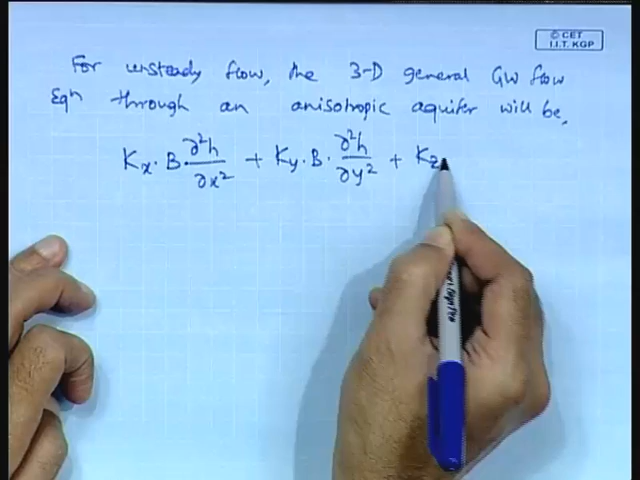 © CET
I.I.T. KGP
For unsteady flow, the 3-D general GW flow
Eqn through an anisotropic aquifer will be,
Kx · B · ∂²h/∂x² + Ky · B · ∂²h/∂y² + Kz